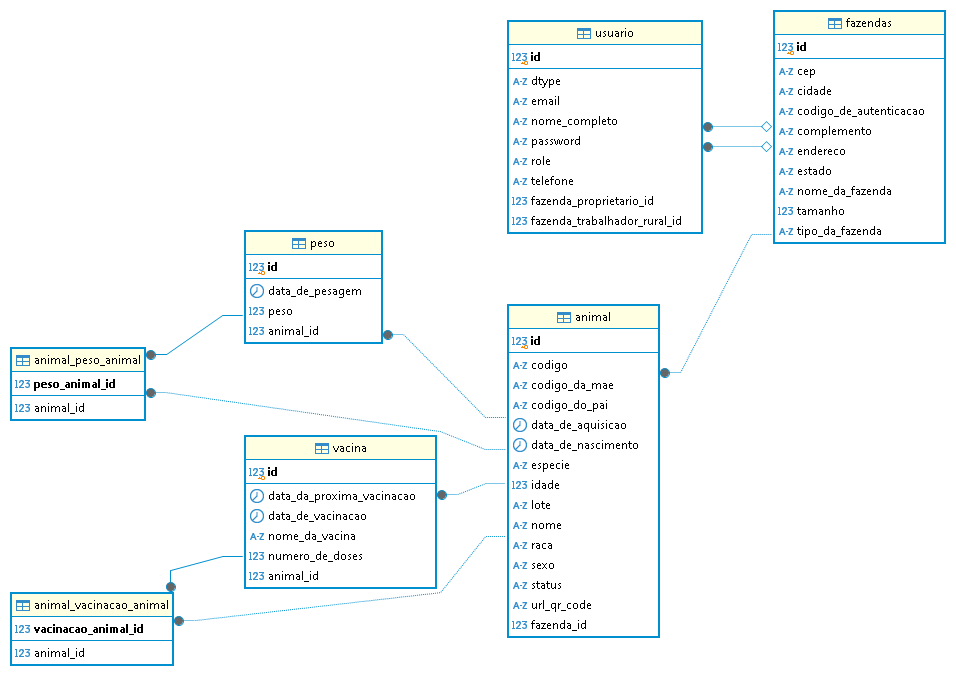 usuario
123 id
A-Z dtype
A-Z email
A-Z nome_completo
A-Z password
A-Z role
A-Z telefone
123 fazenda_proprietario_id
123 fazenda_trabalhador_rural_id
fazendas
123 id
A-Z cep
A-Z cidade
A-Z codigo_de_autenticacao
A-Z complemento
A-Z endereco
A-Z estado
A-Z nome_da_fazenda
123 tamanho
A-Z tipo_da_fazenda
peso
123 id
data_de_pesagem
123 peso
123 animal_id
animal_peso_animal
123 peso_animal_id
123 animal_id
animal
123 id
A-Z codigo
A-Z codigo_da_mae
A-Z codigo_do_pai
data_de_aquisicao
data_de_nascimento
A-Z especie
123 idade
A-Z lote
A-Z nome
A-Z raca
A-Z sexo
A-Z status
A-Z url_qr_code
123 fazenda_id
vacina
123 id
data_da_proxima_vacinacao
data_de_vacinacao
A-Z nome_da_vacina
123 numero_de_doses
123 animal_id
animal_vacinacao_animal
123 vacinacao_animal_id
123 animal_id